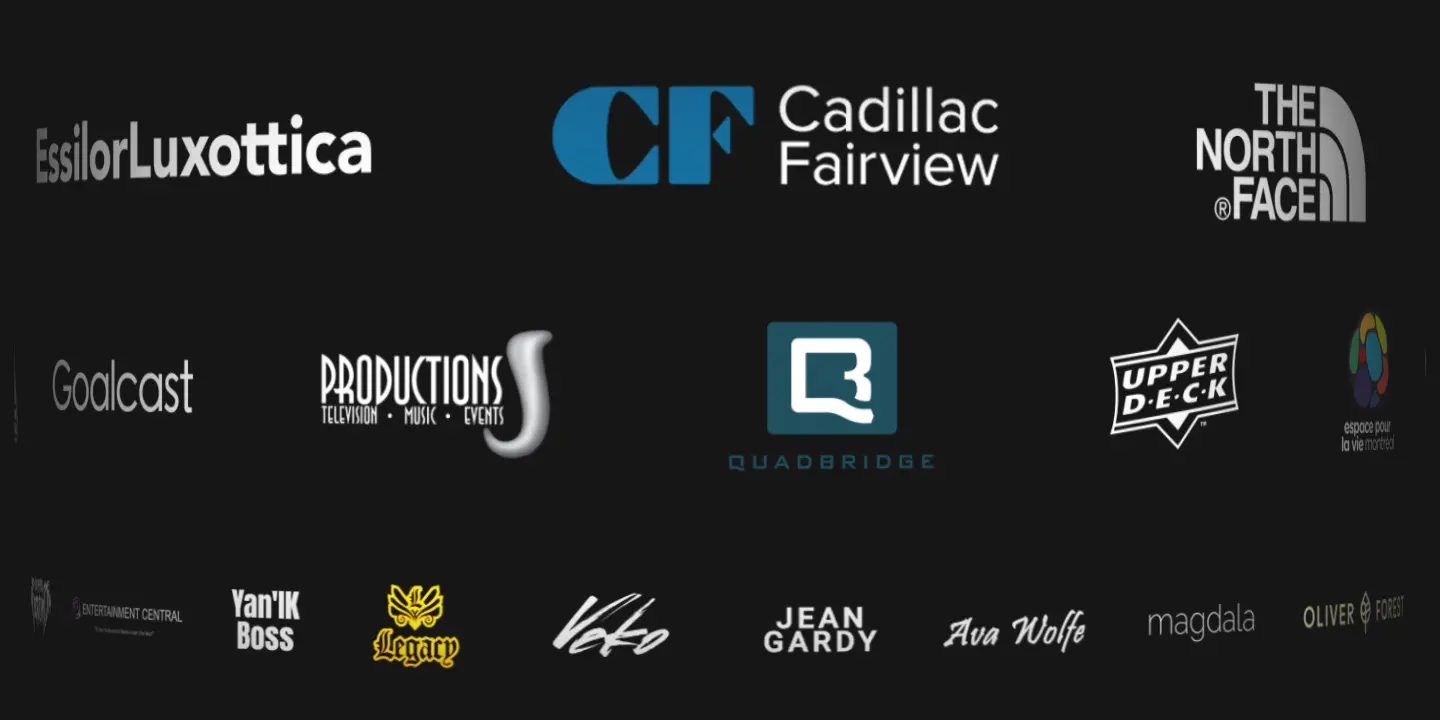 EssilorLuxottica
CF
Cadillac
Fairview
THE
NORTH
®FACE
Goalcast
PRODUCTIONS J
TELEVISION • MUSIC • EVENTS
QUADBRIDGE
UPPER
D•E•C•K
™
espace pour
la vie montréal
ENTERTAINMENT CENTRAL
Yan'IK
Boss
L
Legacy
Veko
JEAN
GARDY
Ava Wolfe
magdala
OLIVER FOREST